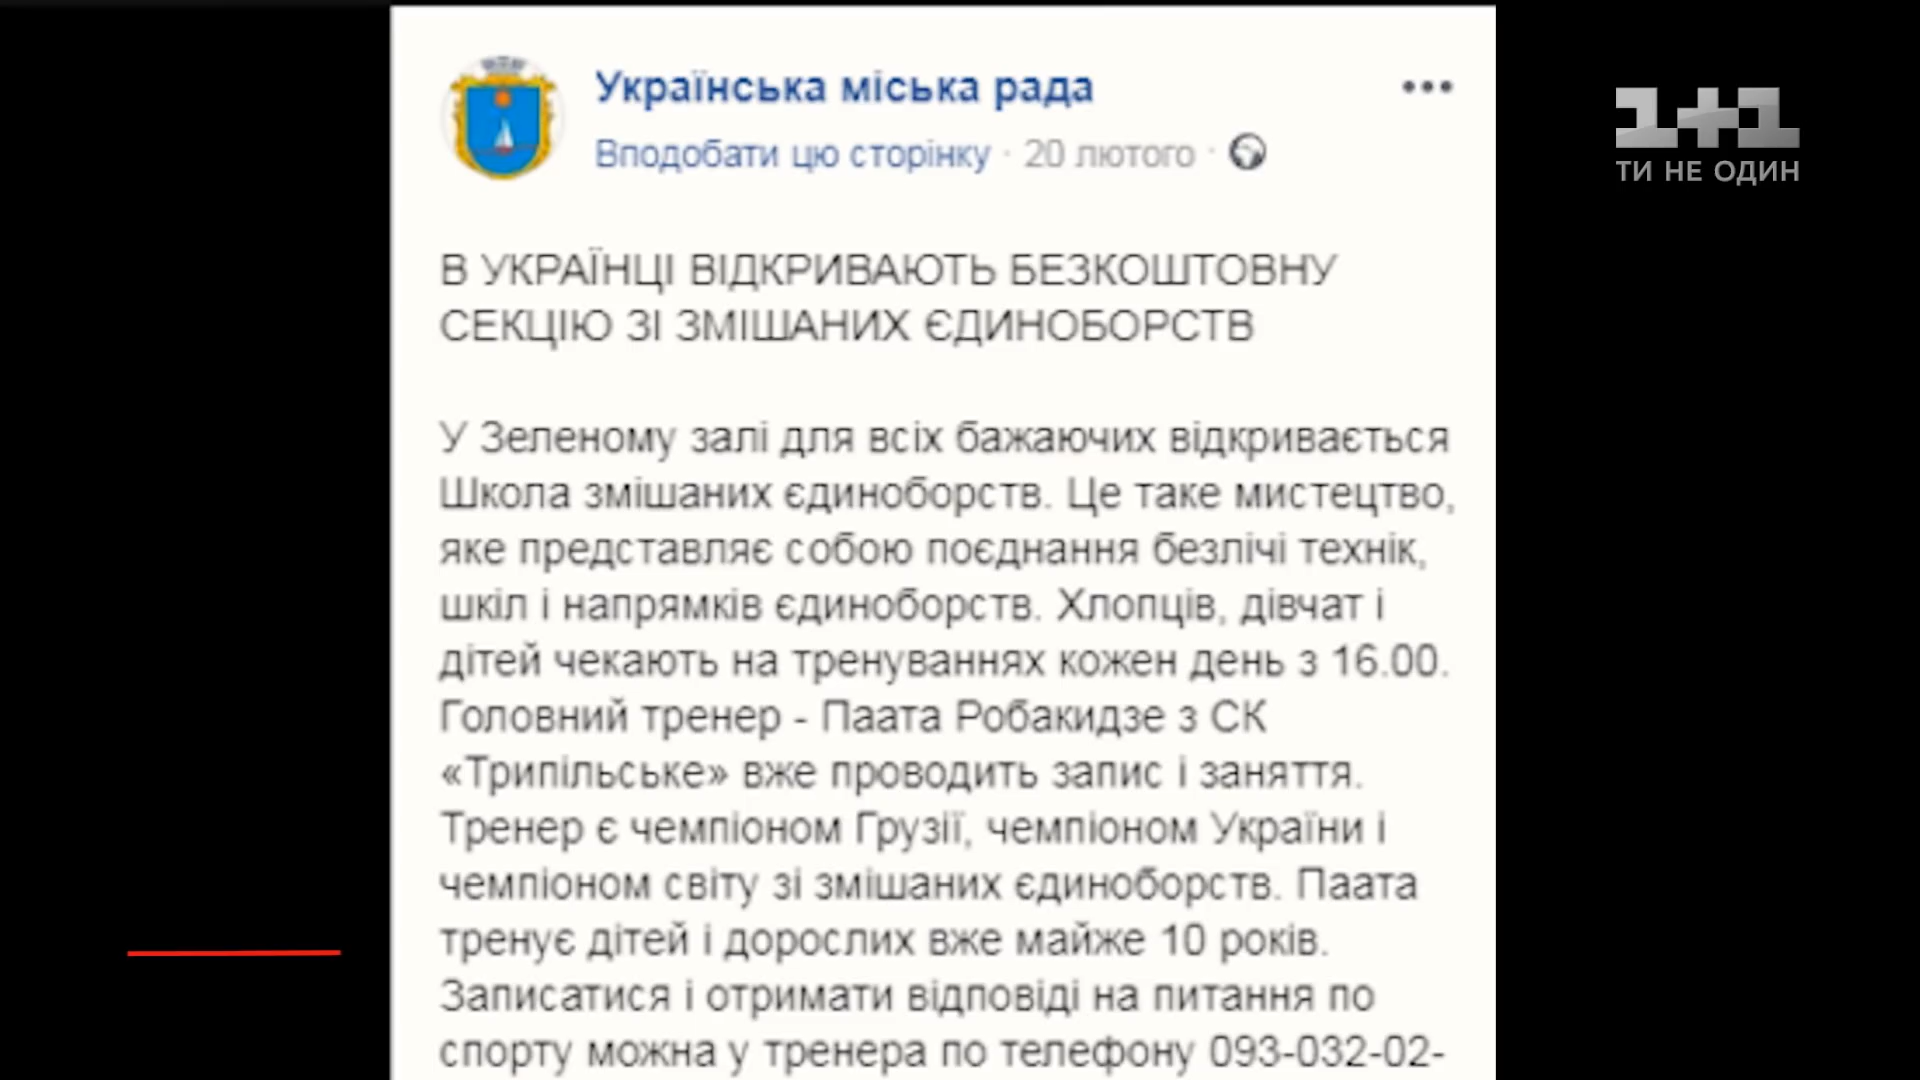 Українська міська рада
Вподобати цю сторінку · 20 лютого ·
1+1
ТИ НЕ ОДИН
В УКРАЇНЦІ ВІДКРИВАЮТЬ БЕЗКОШТОВНУ
СЕКЦІЮ ЗІ ЗМІШАНИХ ЄДИНОБОРСТВ
У Зеленому залі для всіх бажаючих відкривається
Школа змішаних єдиноборств. Це таке мистецтво,
яке представляє собою поєднання безлічі технік,
шкіл і напрямків єдиноборств. Хлопців, дівчат і
дітей чекають на тренуваннях кожен день з 16.00.
Головний тренер - Паата Робакидзе з СК
«Трипільське» вже проводить запис і заняття.
Тренер є чемпіоном Грузії, чемпіоном України і
чемпіоном світу зі змішаних єдиноборств. Паата
тренує дітей і дорослих вже майже 10 років.
Записатися і отримати відповіді на питання по
спорту можна у тренера по телефону 093-032-02-